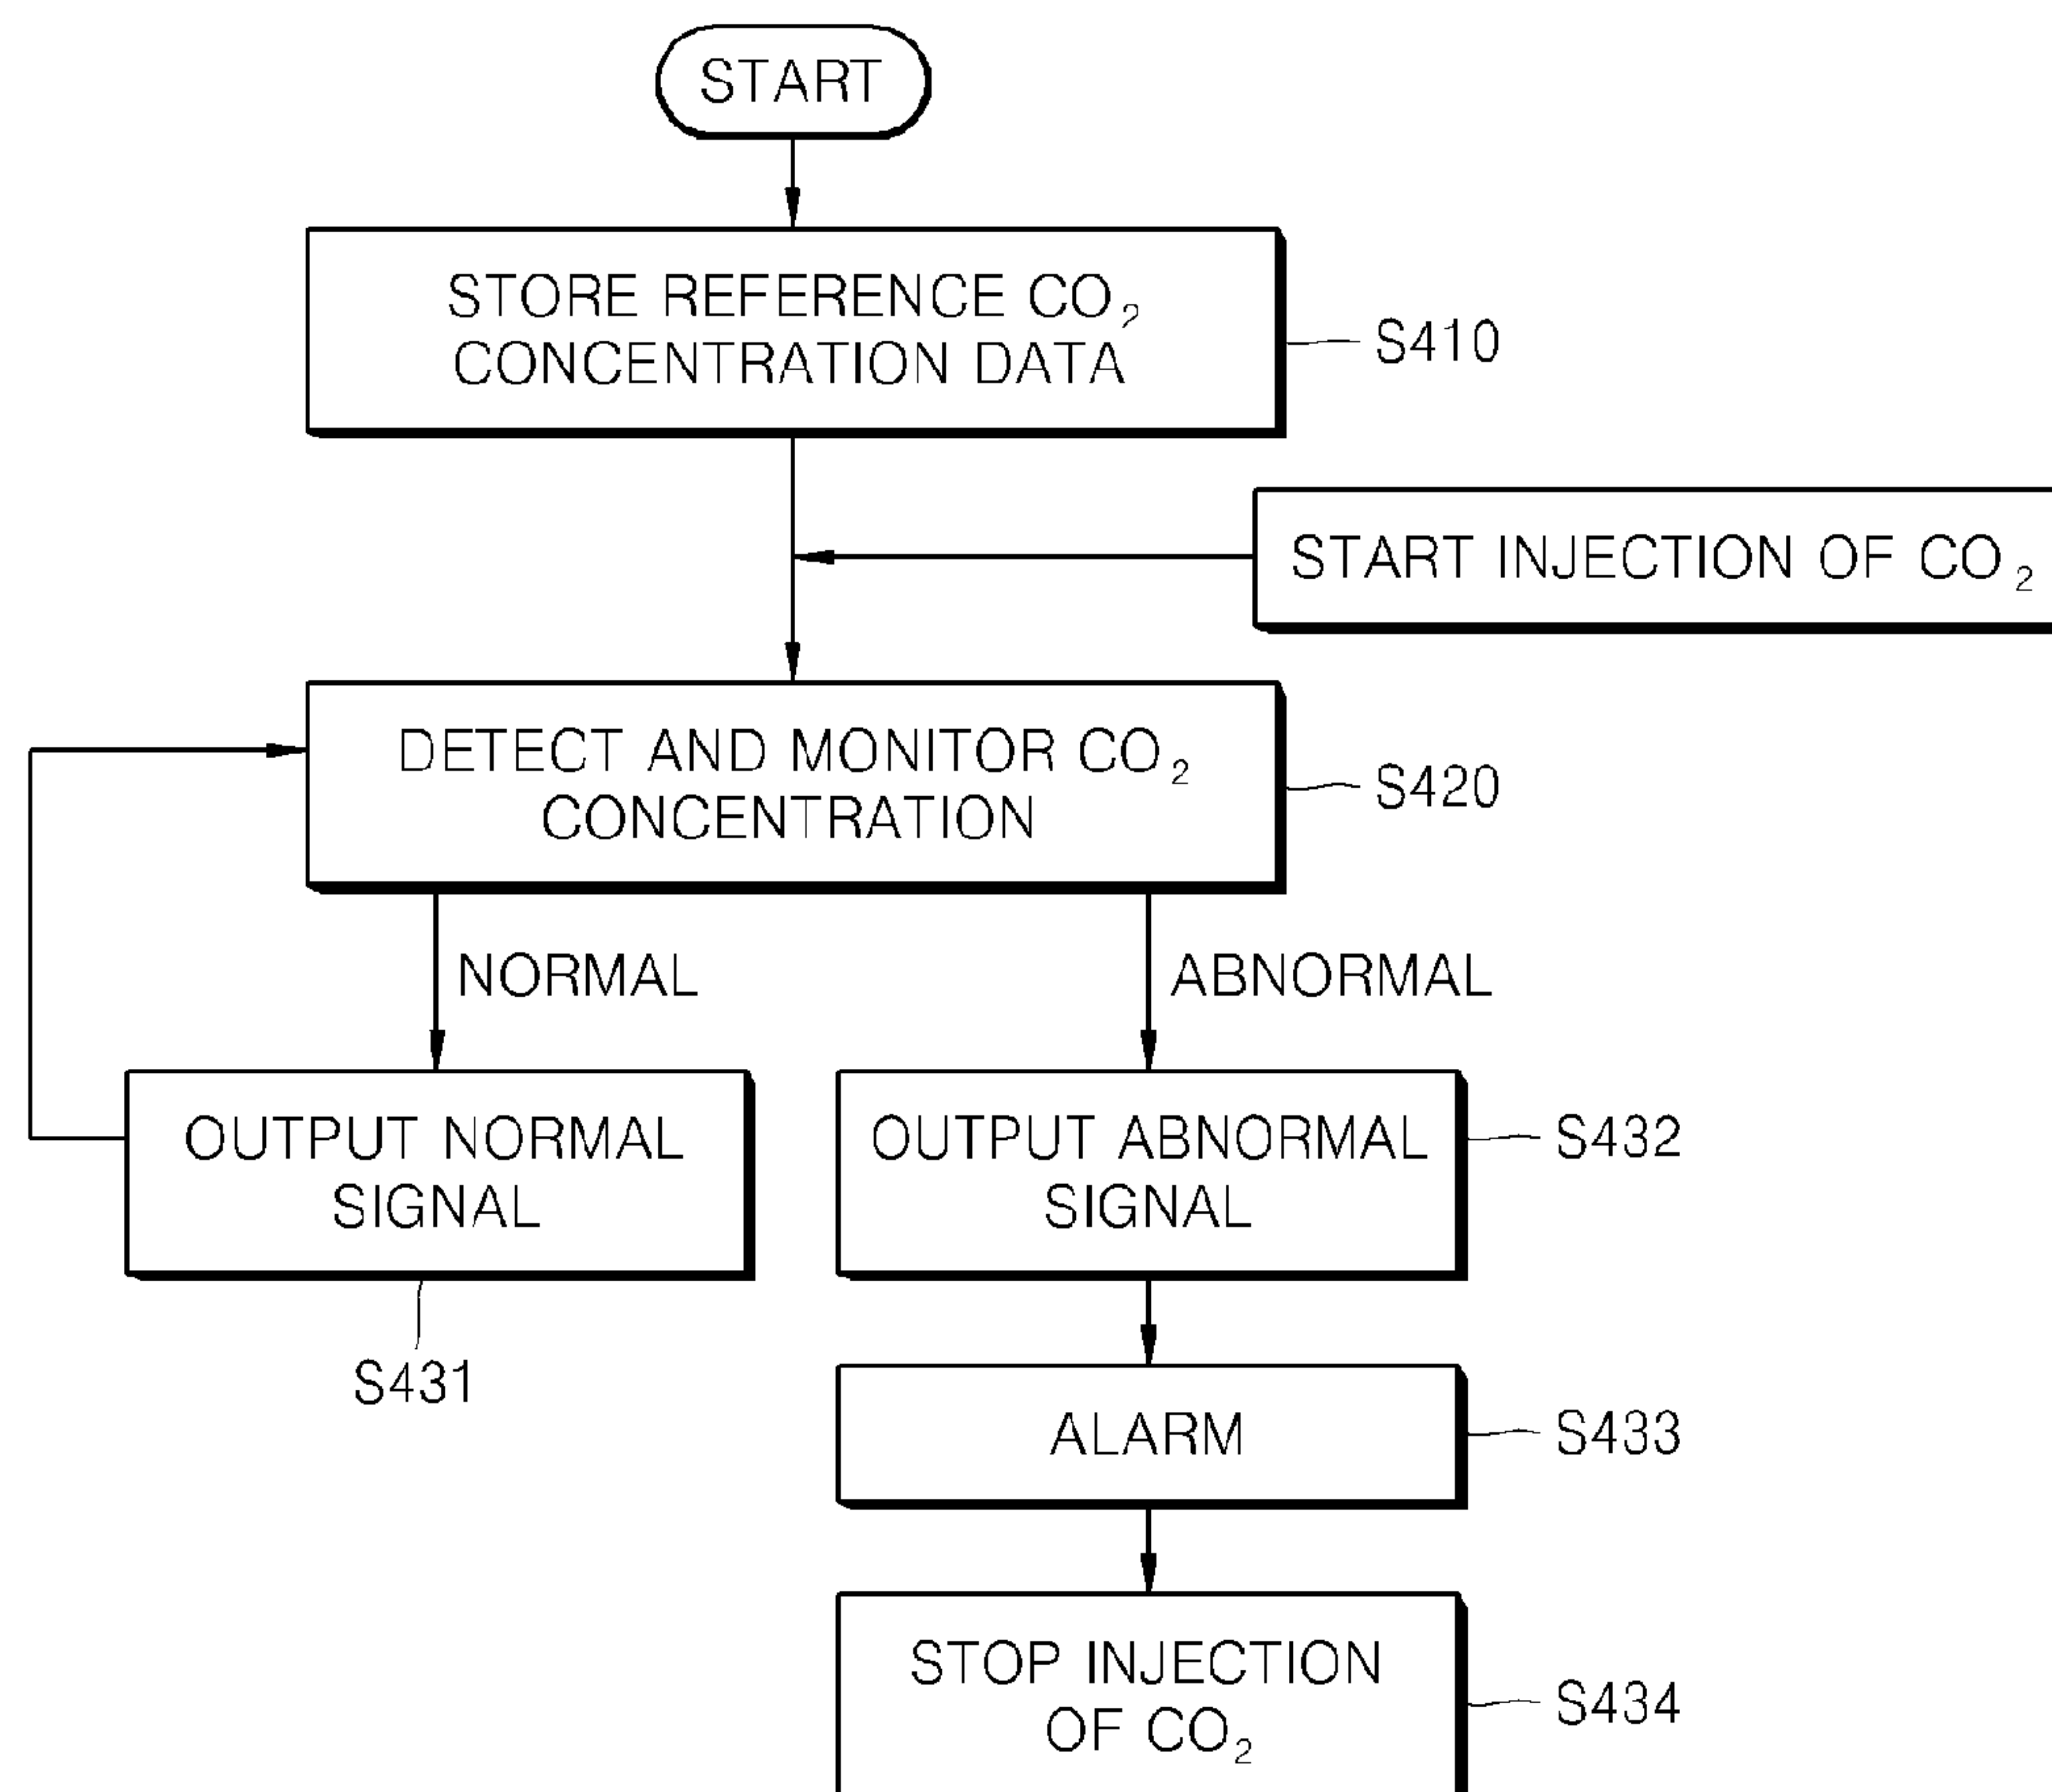 START
STORE REFERENCE CO₂
CONCENTRATION DATA
S410
START INJECTION OF CO₂
DETECT AND MONITOR CO₂
CONCENTRATION
S420
NORMAL
ABNORMAL
OUTPUT NORMAL
SIGNAL
S431
OUTPUT ABNORMAL
SIGNAL
S432
ALARM
S433
STOP INJECTION
OF CO₂
S434